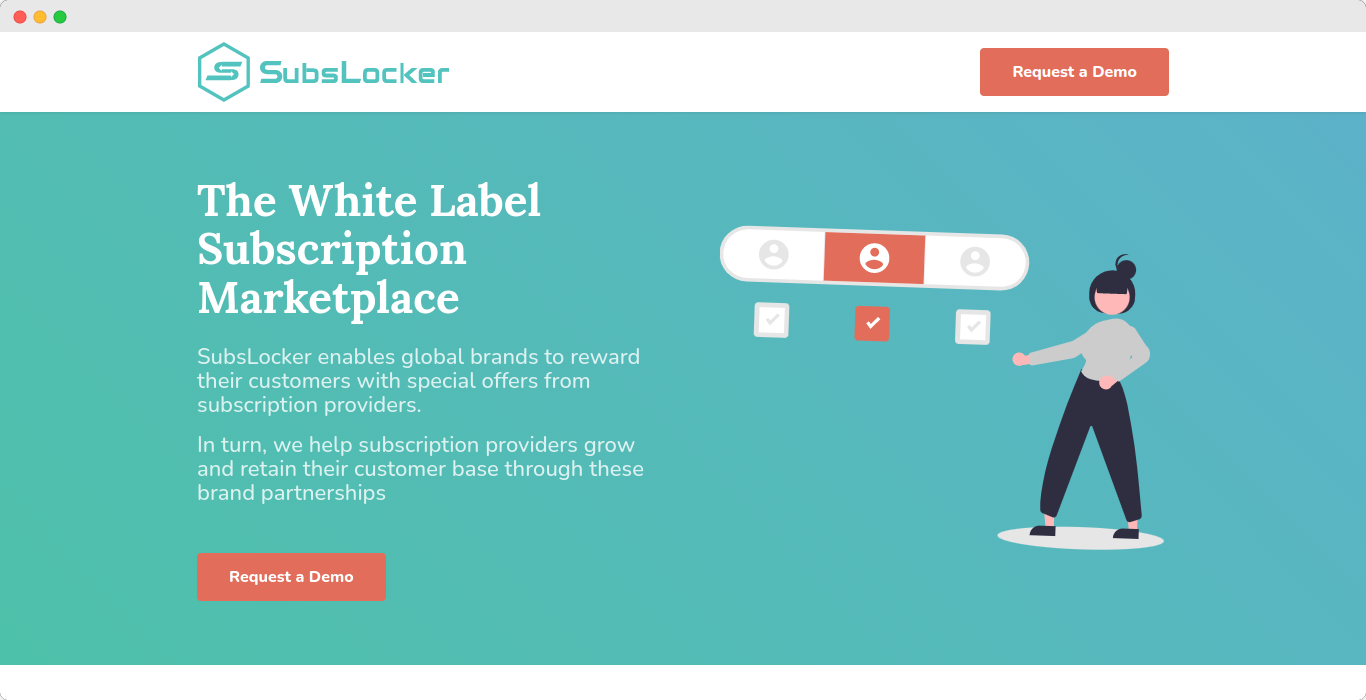 SubsLocker
Request a Demo
The White Label
Subscription
Marketplace
SubsLocker enables global brands to reward
their customers with special offers from
subscription providers.
In turn, we help subscription providers grow
and retain their customer base through these
brand partnerships
Request a Demo